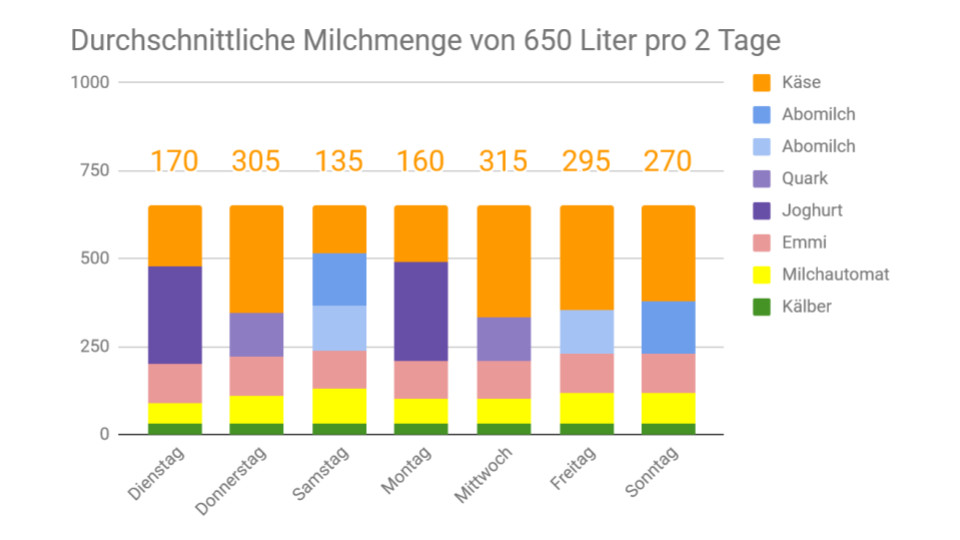 Durchschnittliche Milchmenge von 650 Liter pro 2 Tage
1000
750
500
250
0
170 305 135 160 315 295 270
Dienstag Donnerstag Samstag Montag Mittwoch Freitag Sonntag
Käse
Abomilch
Abomilch
Quark
Joghurt
Emmi
Milchautomat
Kälber